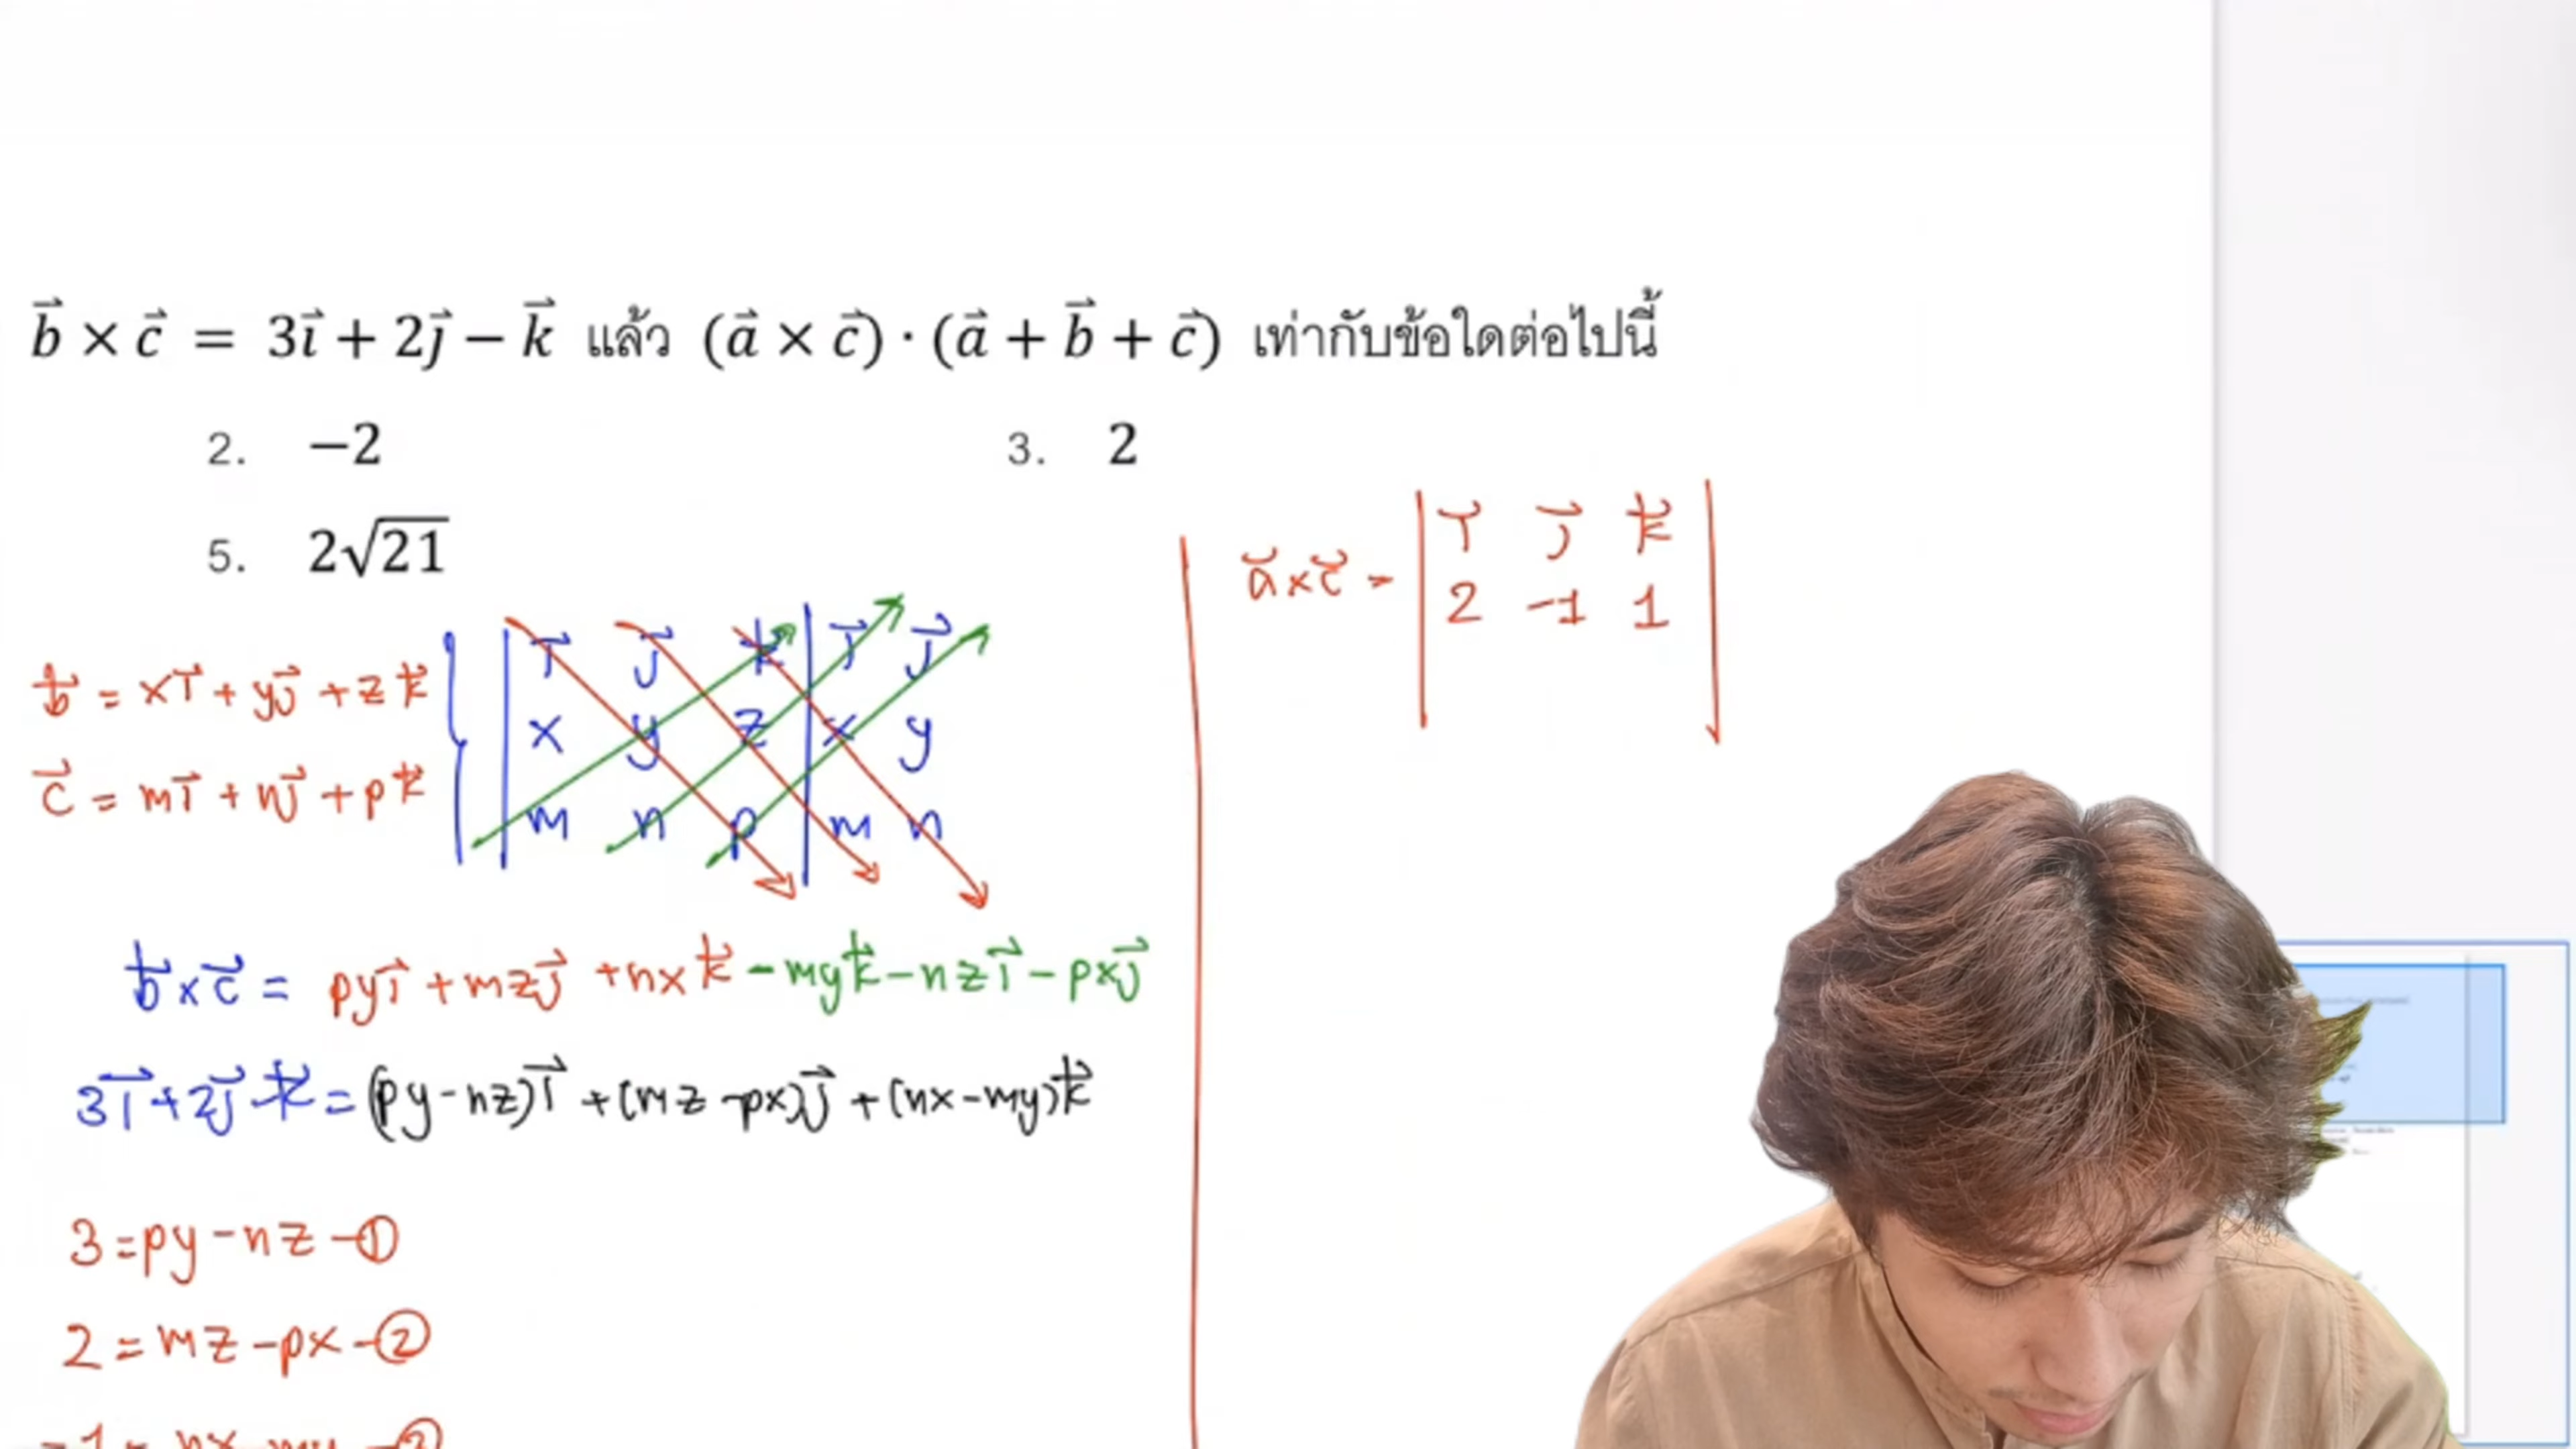 b⃗ × c⃗ = 3i⃗ + 2j⃗ − k⃗ แล้ว (a⃗ × c⃗) · (a⃗ + b⃗ + c⃗) เท่ากับข้อใดต่อไปนี้
2. −2
3. 2
5. 2√21
b⃗ = xi⃗ + yj⃗ + zk⃗
c⃗ = mi⃗ + nj⃗ + pk⃗
i⃗ j⃗ k⃗ i⃗ j⃗
x y z x y
m n p m n
b⃗ × c⃗ = pyi⃗ + mzj⃗ + nxk⃗ − myk⃗ − nzi⃗ − pxj⃗
3i⃗ + 2j⃗ − k⃗ = (py − nz)i⃗ + (mz − px)j⃗ + (nx − my)k⃗
3 = py − nz − ①
2 = mz − px − ②
a⃗ × c⃗ =
i⃗ j⃗ k⃗
2 −1 1